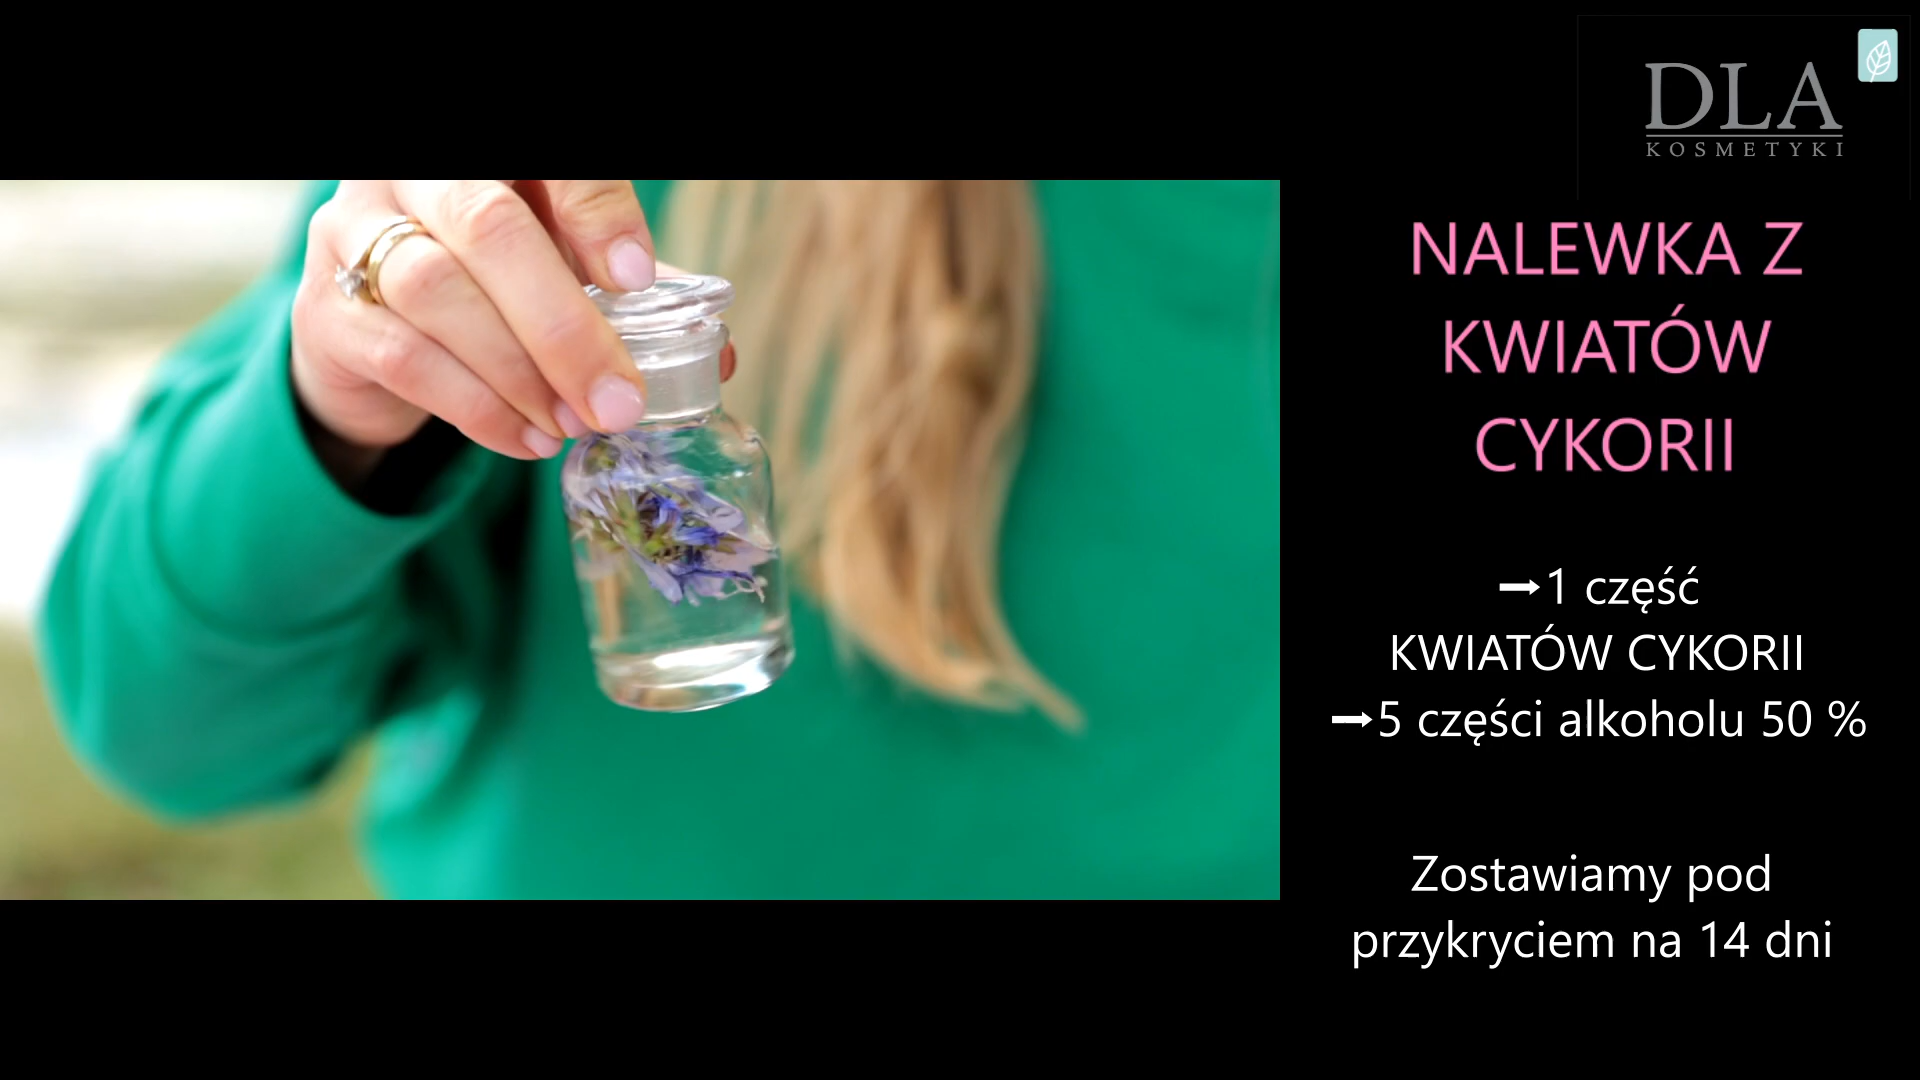 DLA
KOSMETYKI
NALEWKA Z
KWIATÓW
CYKORII
➞1 część
KWIATÓW CYKORII
➞5 części alkoholu 50 %
Zostawiamy pod
przykryciem na 14 dni